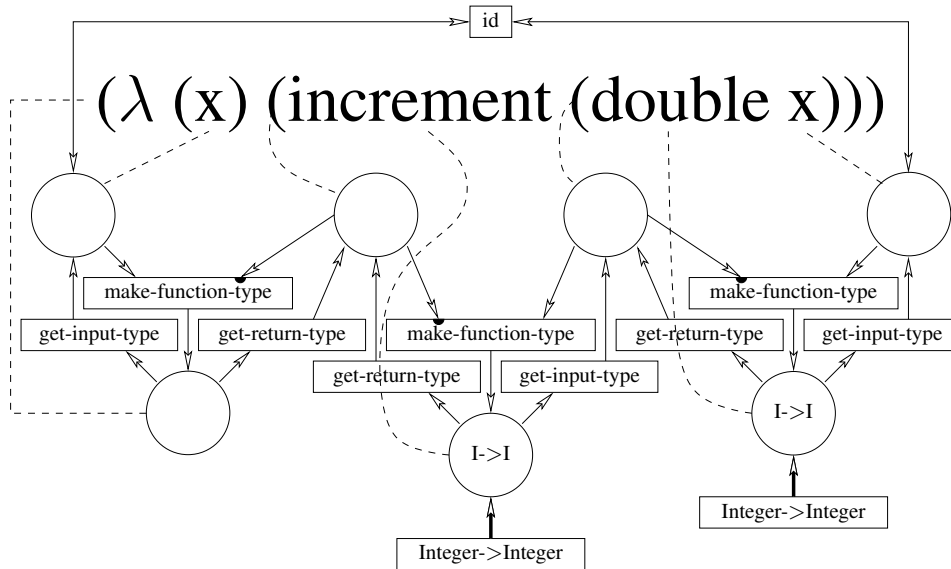 id
(λ (x) (increment (double x)))
make-function-type make-function-type
get-input-type get-return-type make-function-type get-return-type get-input-type
get-return-type get-input-type
I->I
I->I
Integer->Integer
Integer->Integer